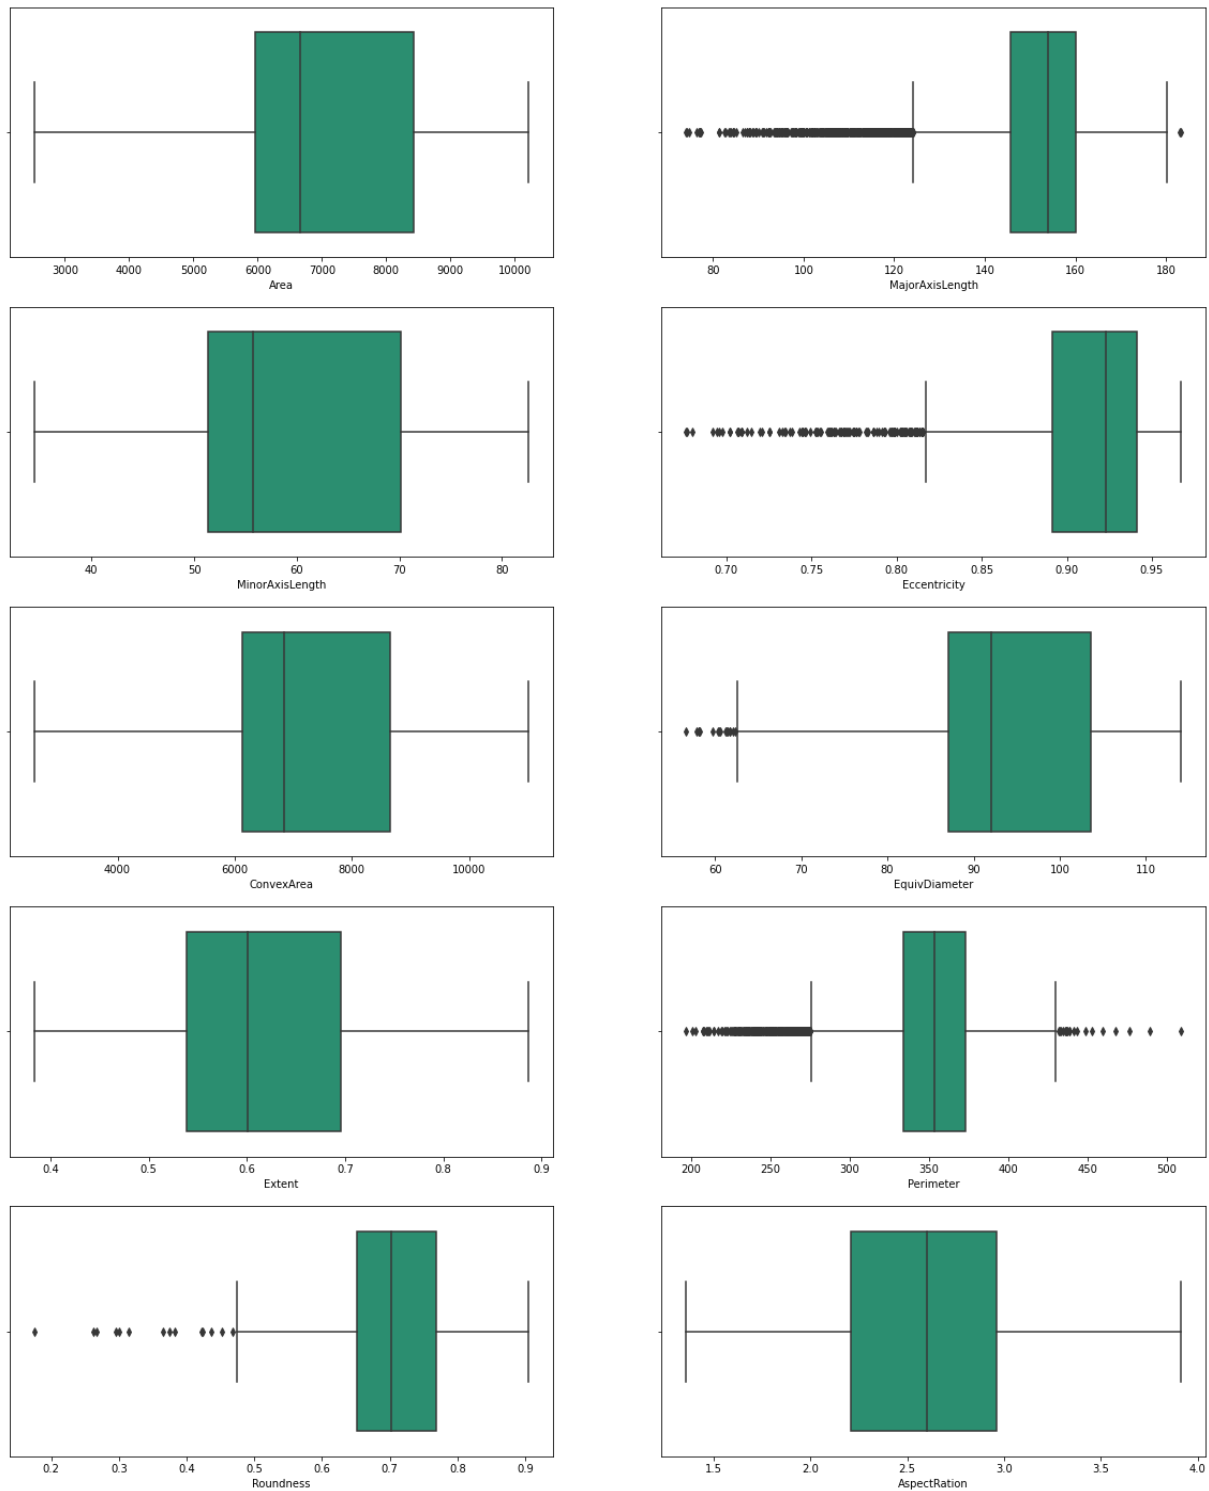 3000 4000 5000 6000 7000 8000 9000 10000
Area
80 100 120 140 160 180
MajorAxisLength
40 50 60 70 80
MinorAxisLength
0.70 0.75 0.80 0.85 0.90 0.95
Eccentricity
4000 6000 8000 10000
ConvexArea
60 70 80 90 100 110
EquivDiameter
0.4 0.5 0.6 0.7 0.8 0.9
Extent
200 250 300 350 400 450 500
Perimeter
0.2 0.3 0.4 0.5 0.6 0.7 0.8 0.9
Roundness
1.5 2.0 2.5 3.0 3.5 4.0
AspectRation